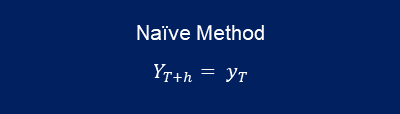 Naïve Method
Y_{T+h} = y_T